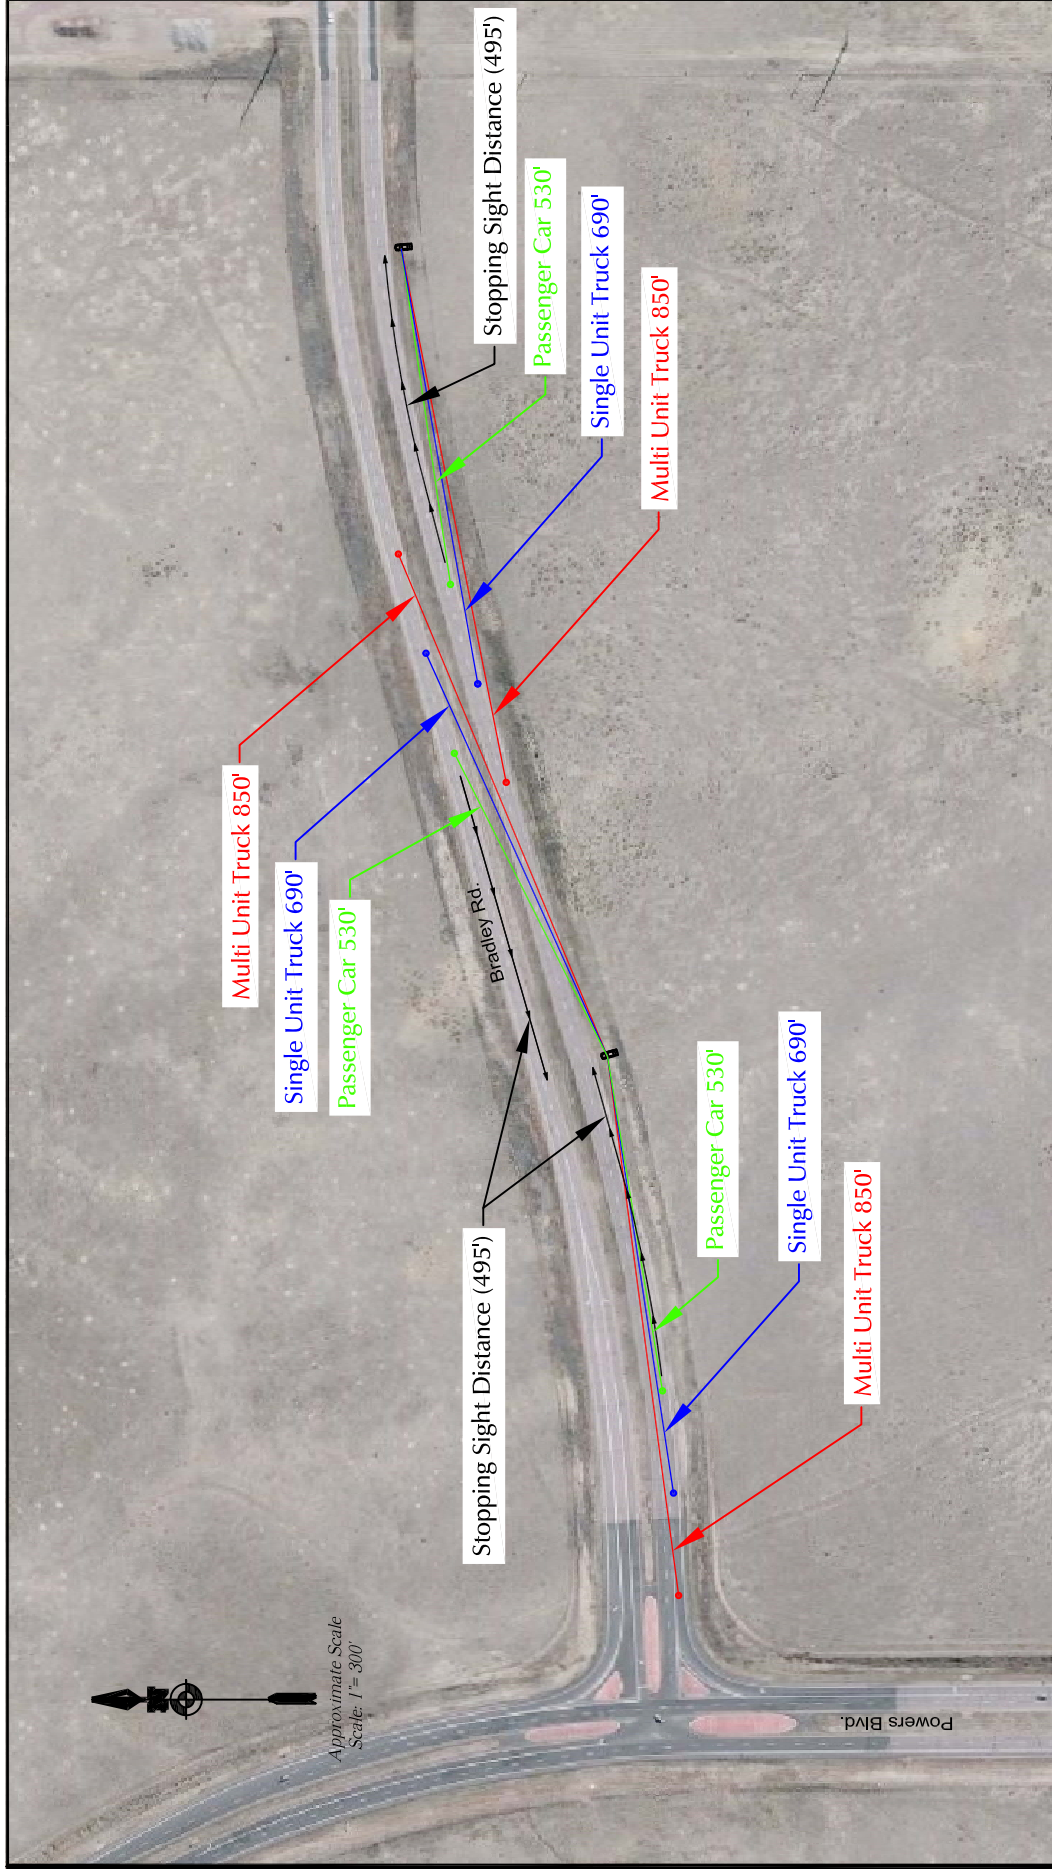 Stopping Sight Distance (495')
Passenger Car 530'
Single Unit Truck 690'
Multi Unit Truck 850'
Multi Unit Truck 850'
Single Unit Truck 690'
Passenger Car 530'
Bradley Rd.
Stopping Sight Distance (495')
Passenger Car 530'
Single Unit Truck 690'
Multi Unit Truck 850'
N
Approximate Scale
Scale: 1"= 300'
Powers Blvd.